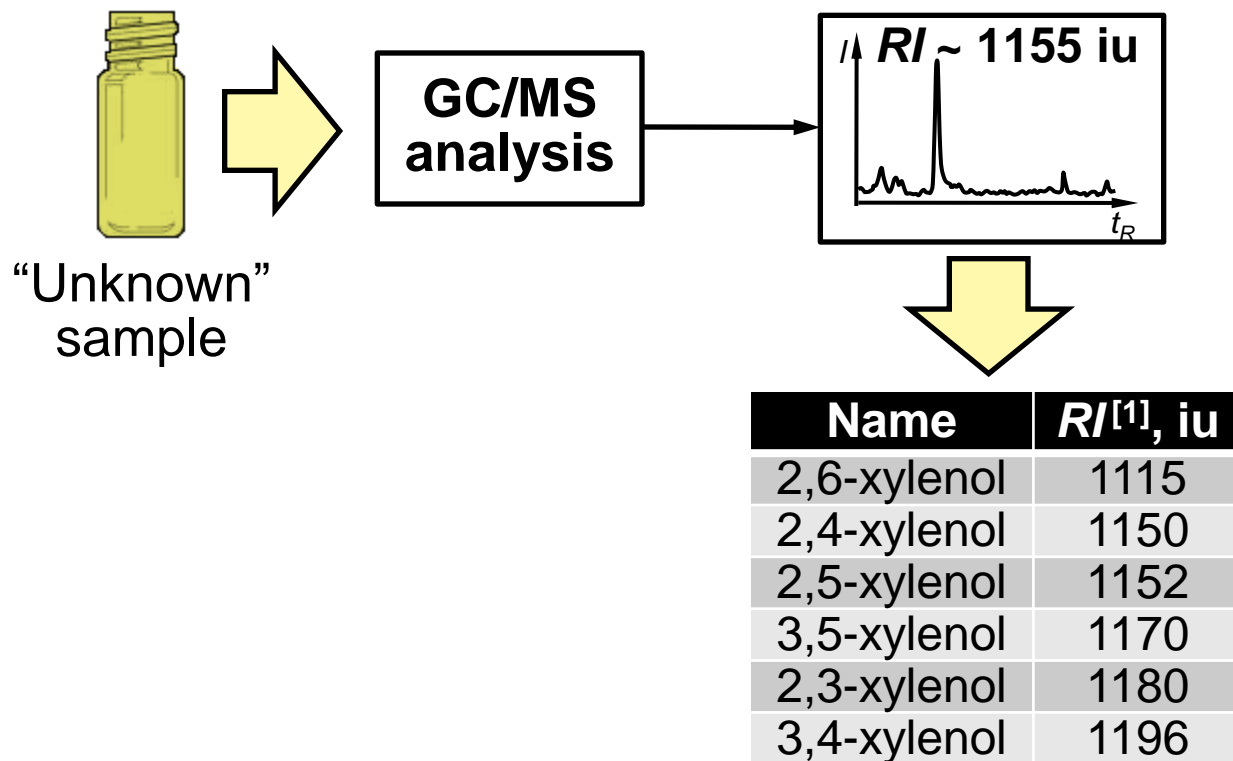 “Unknown”
sample
GC/MS
analysis
RI ~ 1155 iu
I
t_R
Name RI[1], iu
2,6-xylenol 1115
2,4-xylenol 1150
2,5-xylenol 1152
3,5-xylenol 1170
2,3-xylenol 1180
3,4-xylenol 1196